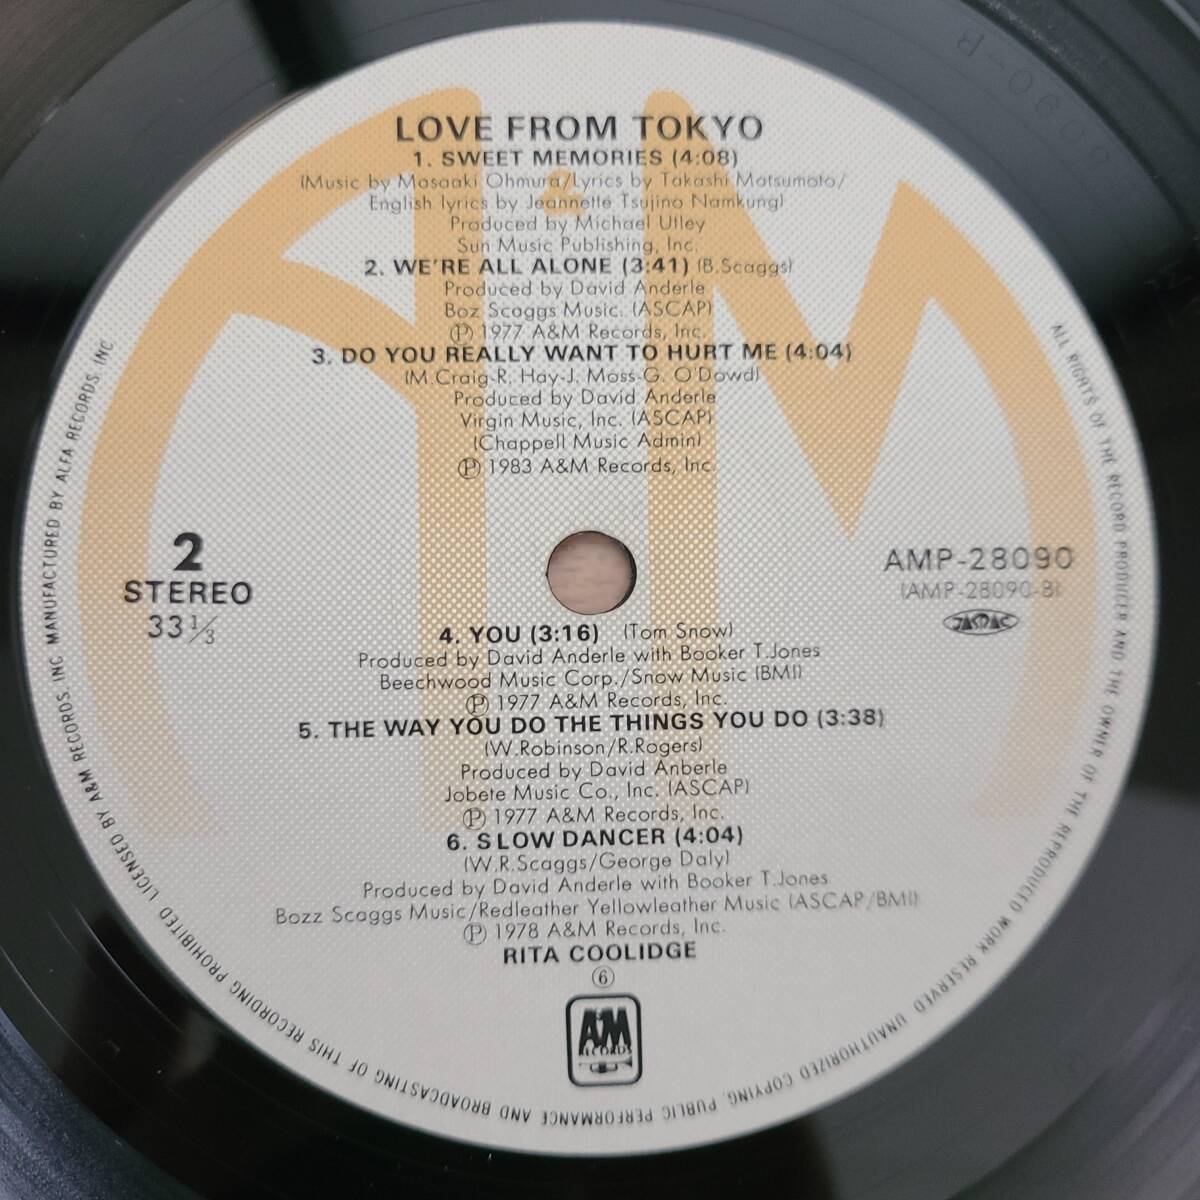 LOVE FROM TOKYO
1. SWEET MEMORIES (4:08)
(Music by Masaaki Ohmura/Lyrics by Takashi Matsumoto/
English lyrics by Jeannette Tsujino Namkung)
Produced by Michael Utley
Sun Music Publishing, Inc.
2. WE'RE ALL ALONE (3:41) (B.Scaggs)
Produced by David Anderle
Boz Scaggs Music. (ASCAP)
Ⓟ 1977 A&M Records, Inc.
3. DO YOU REALLY WANT TO HURT ME (4:04)
(M.Craig-R. Hay-J. Moss-G. O'Dowd)
Produced by David Anderle
Virgin Music, Inc. (ASCAP)
(Chappell Music Admin)
Ⓟ 1983 A&M Records, Inc.
2
STEREO
33 1/3
AMP-28090
(AMP-28090-B)
JASRAC
4. YOU (3:16) (Tom Snow)
Produced by David Anderle with Booker T.Jones
Beechwood Music Corp./Snow Music (BMI)
Ⓟ 1977 A&M Records, Inc.
5. THE WAY YOU DO THE THINGS YOU DO (3:38)
(W.Robinson/R.Rogers)
Produced by David Anberle
Jobete Music Co., Inc. (ASCAP)
Ⓟ 1977 A&M Records, Inc.
6. SLOW DANCER (4:04)
(W.R.Scaggs/George Daly)
Produced by David Anderle with Booker T.Jones
Bozz Scaggs Music/Redleather Yellowleather Music (ASCAP/BMI)
Ⓟ 1978 A&M Records, Inc.
RITA COOLIDGE
⑥
A&M
RECORDS
ALL RIGHTS OF THE RECORD PRODUCER AND THE OWNER OF THE REPRODUCED WORK RESERVED. UNAUTHORIZED COPYING, PUBLIC PERFORMANCE AND BROADCASTING OF THIS RECORDING PROHIBITED LICENSED BY A&M RECORDS. INC MANUFACTURED BY ALFA RECORDS. INC